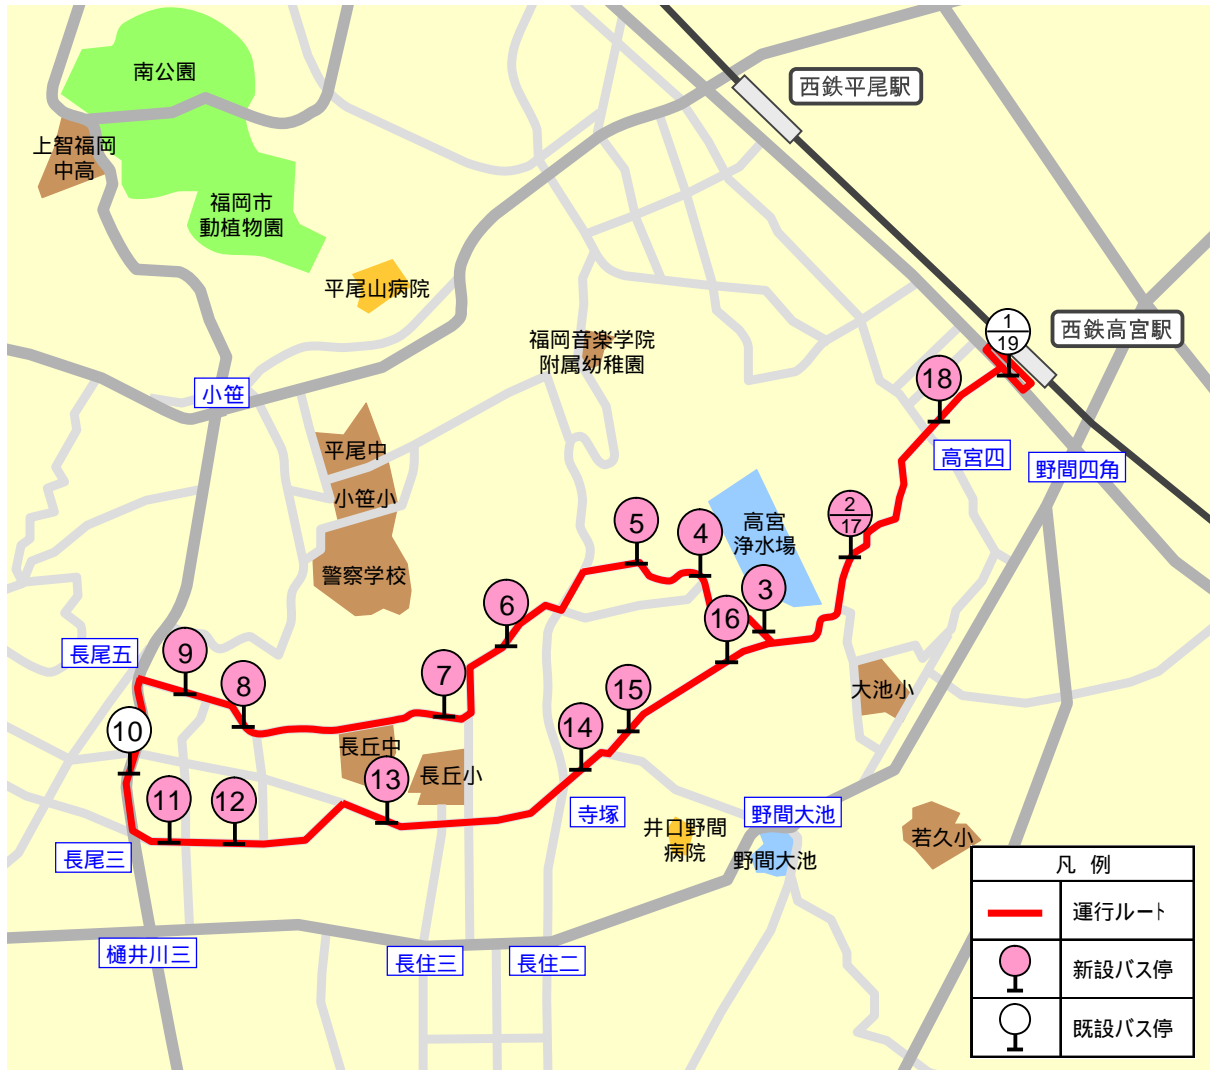 南公園
西鉄平尾駅
上智福岡
中高
福岡市
動植物園
平尾山病院
1
19
西鉄高宮駅
福岡音楽学院
附属幼稚園
小笹
18
平尾中
高宮四
野間四角
小笹小
2
17
5
4
高宮
浄水場
警察学校
3
6
16
長尾五
9
7
8
15
大池小
10
14
長丘中
長丘小
13
11
12
寺塚
野間大池
井口野間
病院
若久小
長尾三
野間大池
凡 例
運行ルート
樋井川三
長住三
長住二
新設バス停
既設バス停